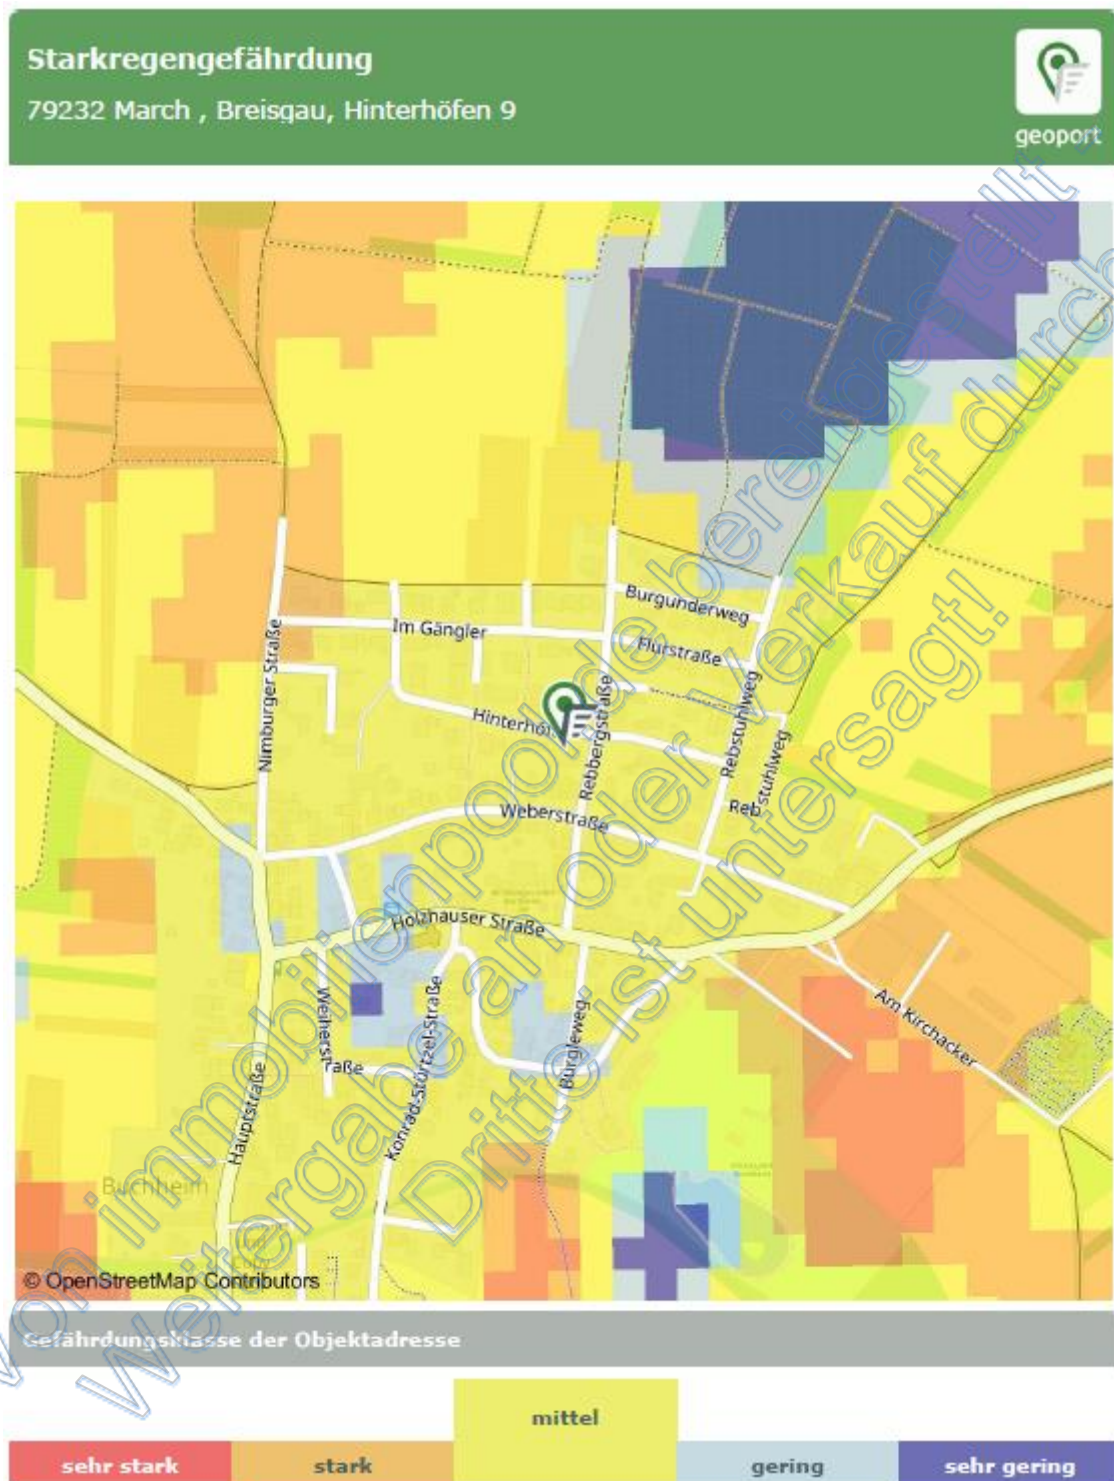 Starkregengefährdung
79232 March , Breisgau, Hinterhöfen 9
geoport
Burgunderweg
Im Gängler
Flurstraße
Nimburger Straße
Hinterhö
Rebbergstraße
Rebstuhlweg
Rebstuhlweg
Reb
Weberstraße
Holzhauser Straße
Weiherstraße
Konrad-Stürtzel-Straße
Burgleweg
Am Kirchacker
Hauptstraße
Buchheim
© OpenStreetMap Contributors
von immobilienpool.de bereitgestellt -
Weitergabe an oder Verkauf durch
Dritte ist untersagt!
Gefährdungsklasse der Objektadresse
mittel
sehr stark
stark
gering
sehr gering